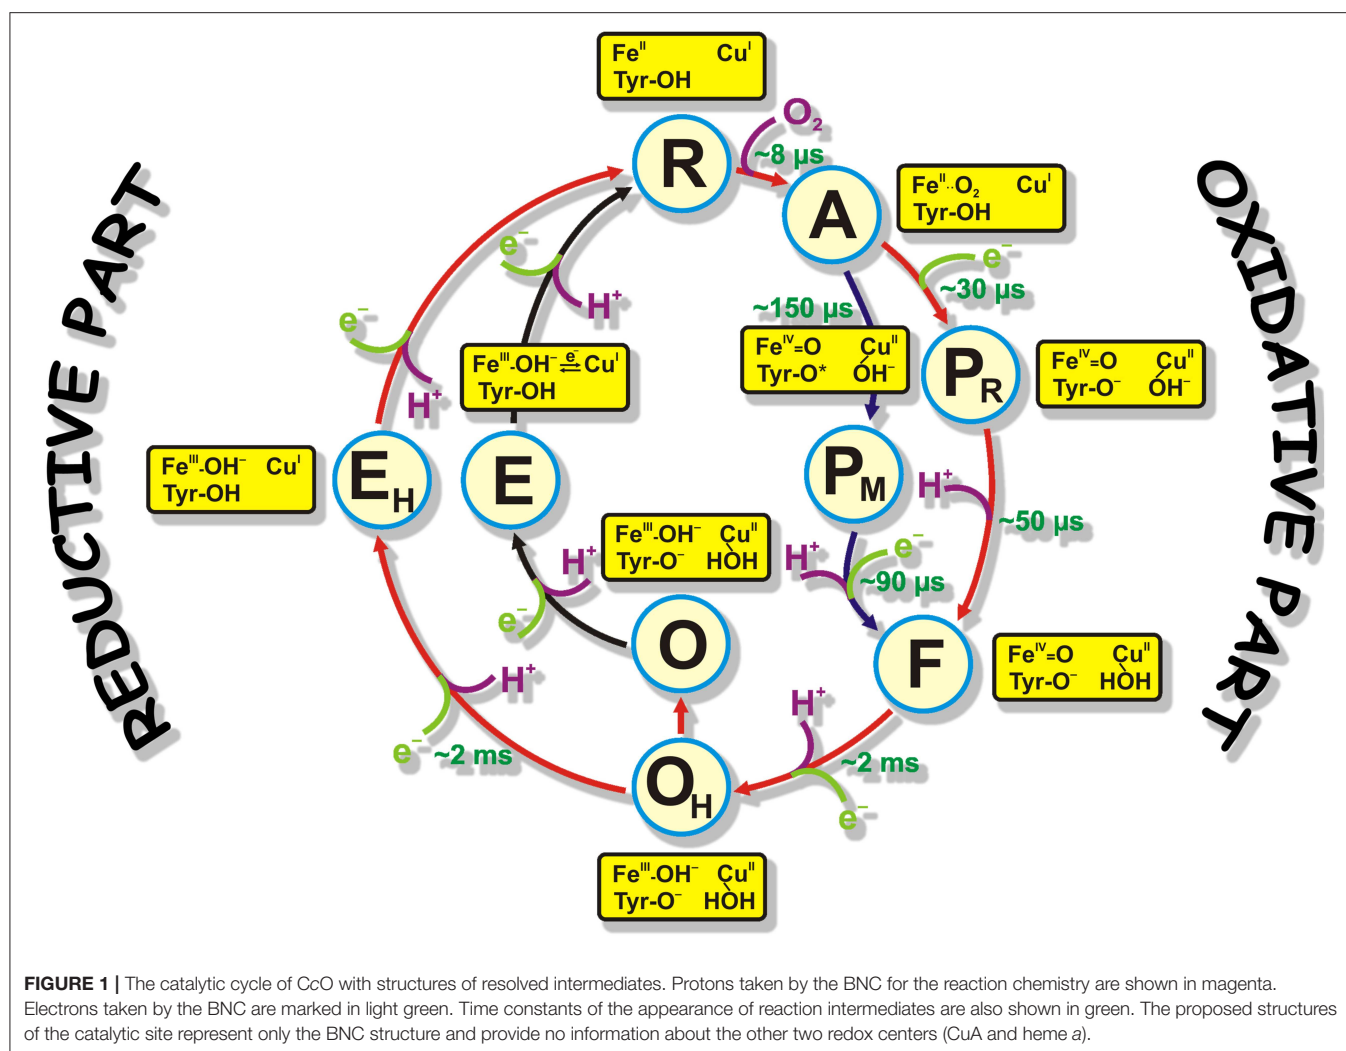 REDUCTIVE PART
OXIDATIVE PART
Fe^II Cu^I
Tyr-OH
R
O₂
~8 µs
A
Fe^II··O₂ Cu^I
Tyr-OH
e⁻
~30 µs
~150 µs
Fe^IV=O Cu^II
Tyr-O* OH⁻
P_R
Fe^IV=O Cu^II
Tyr-O⁻ OH⁻
P_M
H⁺
~50 µs
H⁺
e⁻
~90 µs
F
Fe^IV=O Cu^II
Tyr-O⁻ HOH
H⁺
~2 ms
e⁻
O_H
Fe^III-OH⁻ Cu^II
Tyr-O⁻ HOH
O
Fe^III-OH⁻ Cu^II
Tyr-O⁻ HOH
H⁺
e⁻
E
Fe^III-OH⁻ e⁻⇌ Cu^I
Tyr-OH
e⁻
H⁺
H⁺
e⁻
~2 ms
E_H
Fe^III-OH⁻ Cu^I
Tyr-OH
e⁻
H⁺
FIGURE 1 | The catalytic cycle of CcO with structures of resolved intermediates. Protons taken by the BNC for the reaction chemistry are shown in magenta.
Electrons taken by the BNC are marked in light green. Time constants of the appearance of reaction intermediates are also shown in green. The proposed structures
of the catalytic site represent only the BNC structure and provide no information about the other two redox centers (CuA and heme a).